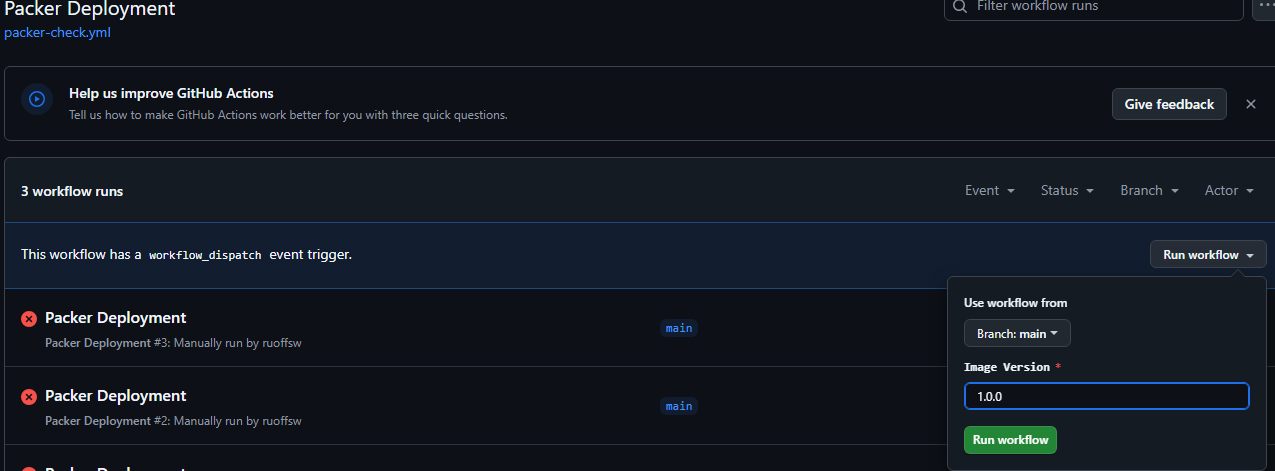 Packer Deployment
Filter workflow runs
packer-check.yml
Help us improve GitHub Actions
Tell us how to make GitHub Actions work better for you with three quick questions.
Give feedback
3 workflow runs
Event
Status
Branch
Actor
This workflow has a workflow_dispatch event trigger.
Run workflow
Use workflow from
Branch: main
Image Version *
1.0.0
Run workflow
Packer Deployment
Packer Deployment #3: Manually run by ruoffsw
main
Packer Deployment
Packer Deployment #2: Manually run by ruoffsw
main
Packer Deployment